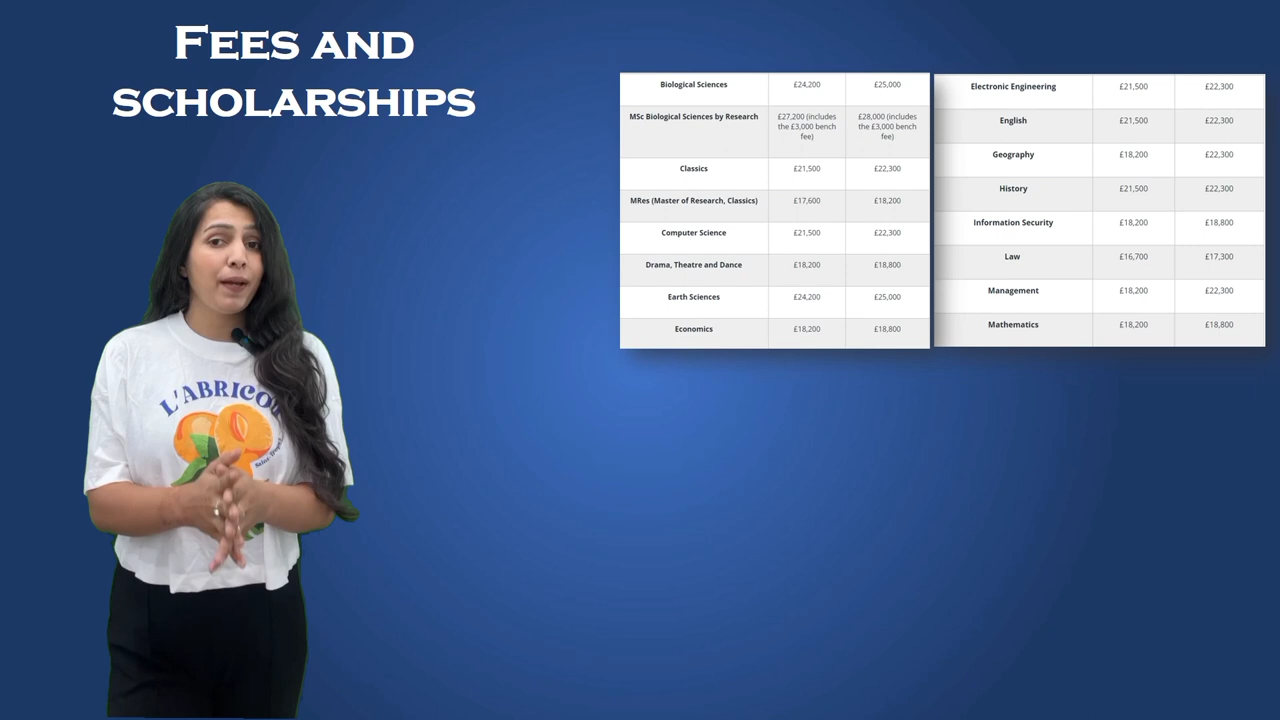 FEES AND
SCHOLARSHIPS
Biological Sciences £24,200 £25,000
MSc Biological Sciences by Research £27,200 (includes the £3,000 bench fee) £28,000 (includes the £3,000 bench fee)
Classics £21,500 £22,300
MRes (Master of Research, Classics) £17,600 £18,200
Computer Science £21,500 £22,300
Drama, Theatre and Dance £18,200 £18,800
Earth Sciences £24,200 £25,000
Economics £18,200 £18,800
Electronic Engineering £21,500 £22,300
English £21,500 £22,300
Geography £18,200 £22,300
History £21,500 £22,300
Information Security £18,200 £18,800
Law £16,700 £17,300
Management £18,200 £22,300
Mathematics £18,200 £18,800
L'ABRICO
Saint-Tropez